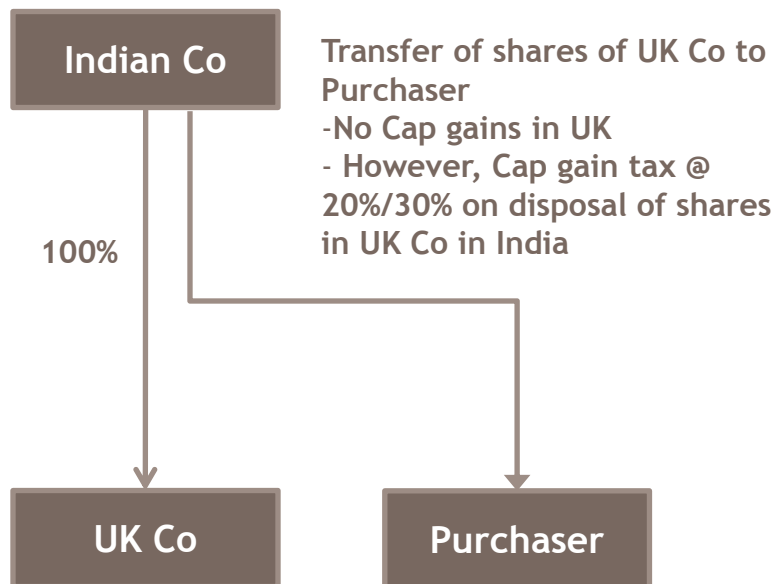 Indian Co
Transfer of shares of UK Co to
Purchaser
-No Cap gains in UK
- However, Cap gain tax @
20%/30% on disposal of shares
in UK Co in India
100%
UK Co
Purchaser